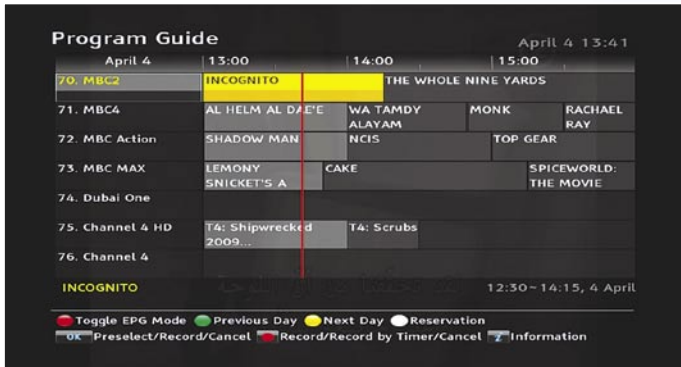 Program Guide
April 4 13:41
April 4 13:00 14:00 15:00
70. MBC2 INCOGNITO THE WHOLE NINE YARDS
71. MBC4 AL HELM AL DAE'E WA TAMDY ALAYAM MONK RACHAEL RAY
72. MBC Action SHADOW MAN NCIS TOP GEAR
73. MBC MAX LEMONY SNICKET'S A CAKE SPICEWORLD: THE MOVIE
74. Dubai One
75. Channel 4 HD T4: Shipwrecked 2009... T4: Scrubs
76. Channel 4
INCOGNITO 12:30~14:15, 4 April
Toggle EPG Mode Previous Day Next Day Reservation
OK Preselect/Record/Cancel Record/Record by Timer/Cancel i Information